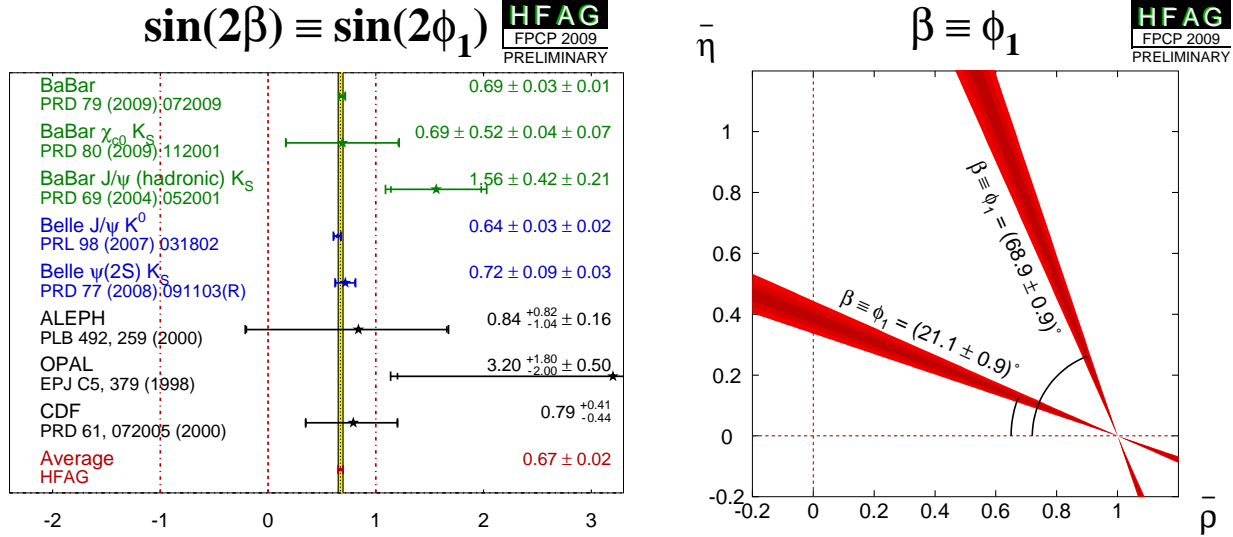 sin(2β) ≡ sin(2ϕ₁)
HFAG
FPCP 2009
PRELIMINARY
BaBar
PRD 79 (2009) 072009
0.69 ± 0.03 ± 0.01
BaBar χc0 KS
PRD 80 (2009) 112001
0.69 ± 0.52 ± 0.04 ± 0.07
BaBar J/ψ (hadronic) KS
PRD 69 (2004) 052001
1.56 ± 0.42 ± 0.21
Belle J/ψ K⁰
PRL 98 (2007) 031802
0.64 ± 0.03 ± 0.02
Belle ψ(2S) KS
PRD 77 (2008) 091103(R)
0.72 ± 0.09 ± 0.03
ALEPH
PLB 492, 259 (2000)
0.84 +0.82 -1.04 ± 0.16
OPAL
EPJ C5, 379 (1998)
3.20 +1.80 -2.00 ± 0.50
CDF
PRD 61, 072005 (2000)
0.79 +0.41 -0.44
Average
HFAG
0.67 ± 0.02
-2 -1 0 1 2 3
β ≡ ϕ₁
HFAG
FPCP 2009
PRELIMINARY
η̄
1
0.8
0.6
0.4
0.2
0
-0.2
β ≡ ϕ₁ = (68.9 ± 0.9)°
β ≡ ϕ₁ = (21.1 ± 0.9)°
-0.2 0 0.2 0.4 0.6 0.8 1
ρ̄